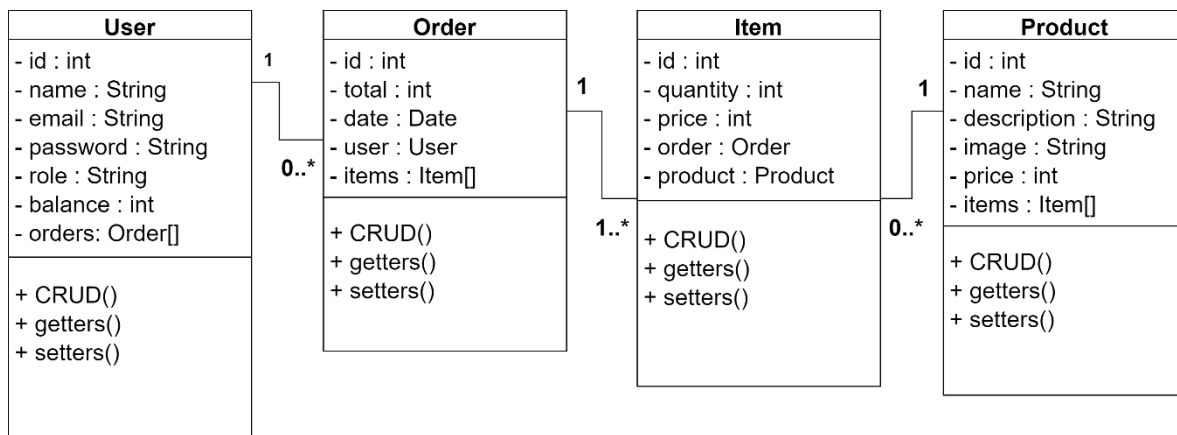 User
- id : int
- name : String
- email : String
- password : String
- role : String
- balance : int
- orders: Order[]
+ CRUD()
+ getters()
+ setters()
1
0..*
Order
- id : int
- total : int
- date : Date
- user : User
- items : Item[]
+ CRUD()
+ getters()
+ setters()
1
1..*
Item
- id : int
- quantity : int
- price : int
- order : Order
- product : Product
+ CRUD()
+ getters()
+ setters()
1
0..*
Product
- id : int
- name : String
- description : String
- image : String
- price : int
- items : Item[]
+ CRUD()
+ getters()
+ setters()